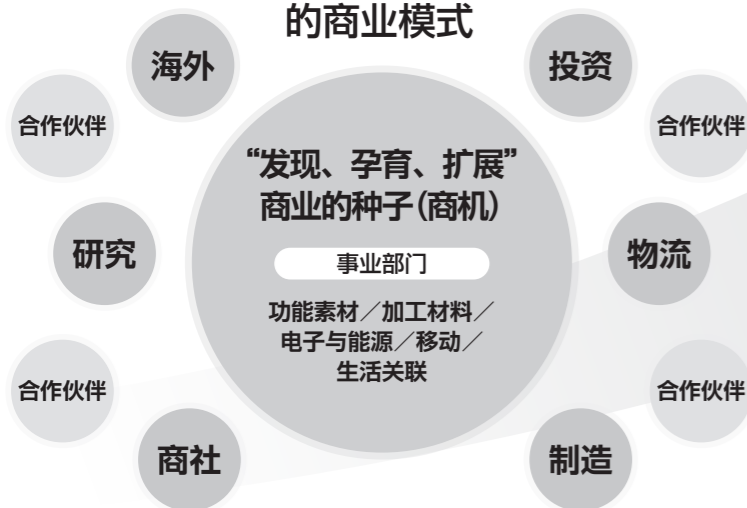 的商业模式
海外
投资
合作伙伴
合作伙伴
“发现、孕育、扩展”
商业的种子(商机)
研究
物流
事业部门
功能素材／加工材料／
电子与能源／移动／
生活关联
合作伙伴
合作伙伴
商社
制造